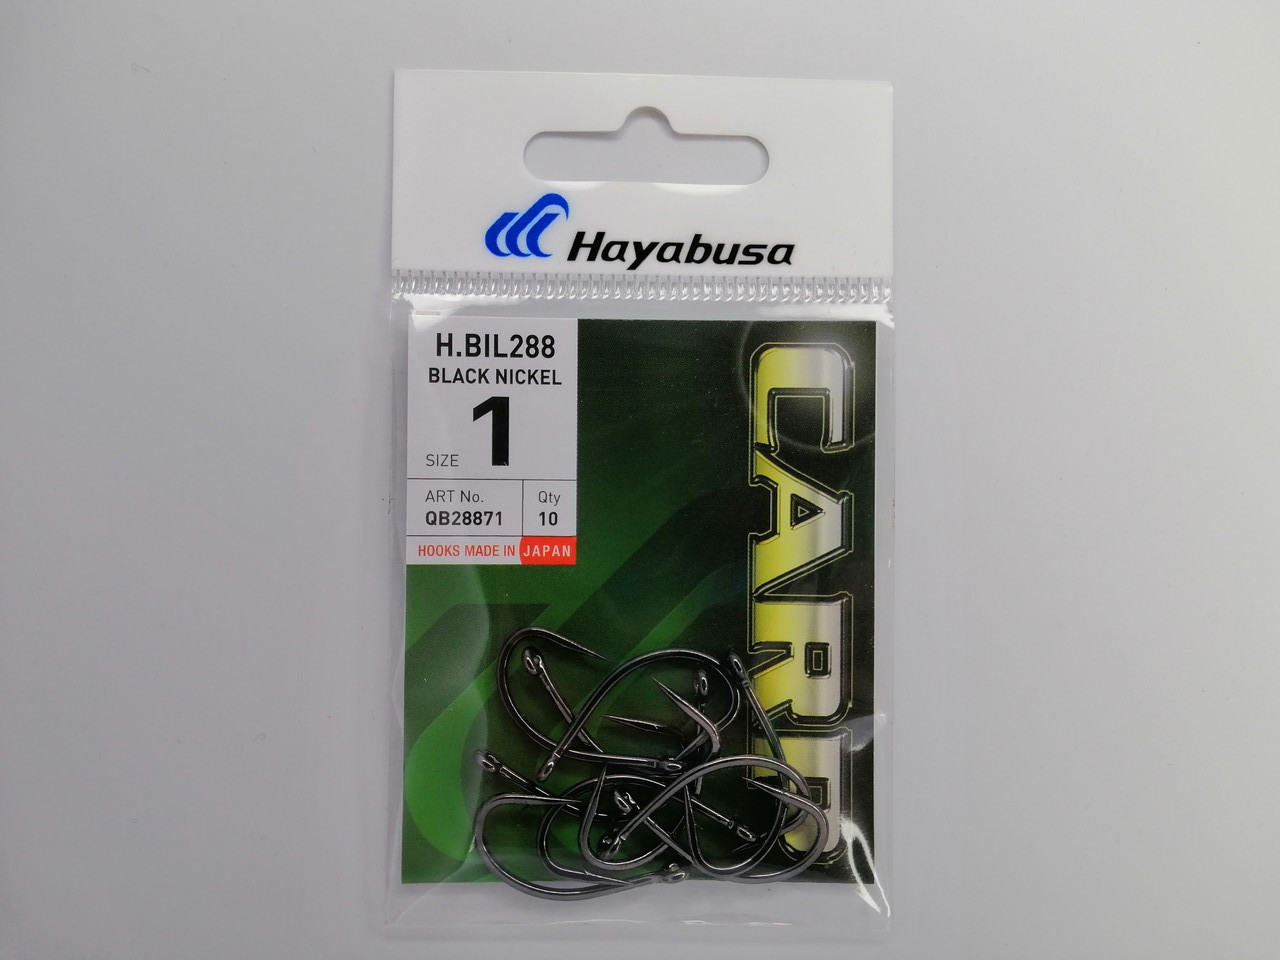 Hayabusa
H.BIL288
BLACK NICKEL
1
SIZE
ART No.
QB28871
Qty
10
HOOKS MADE IN JAPAN
CARP